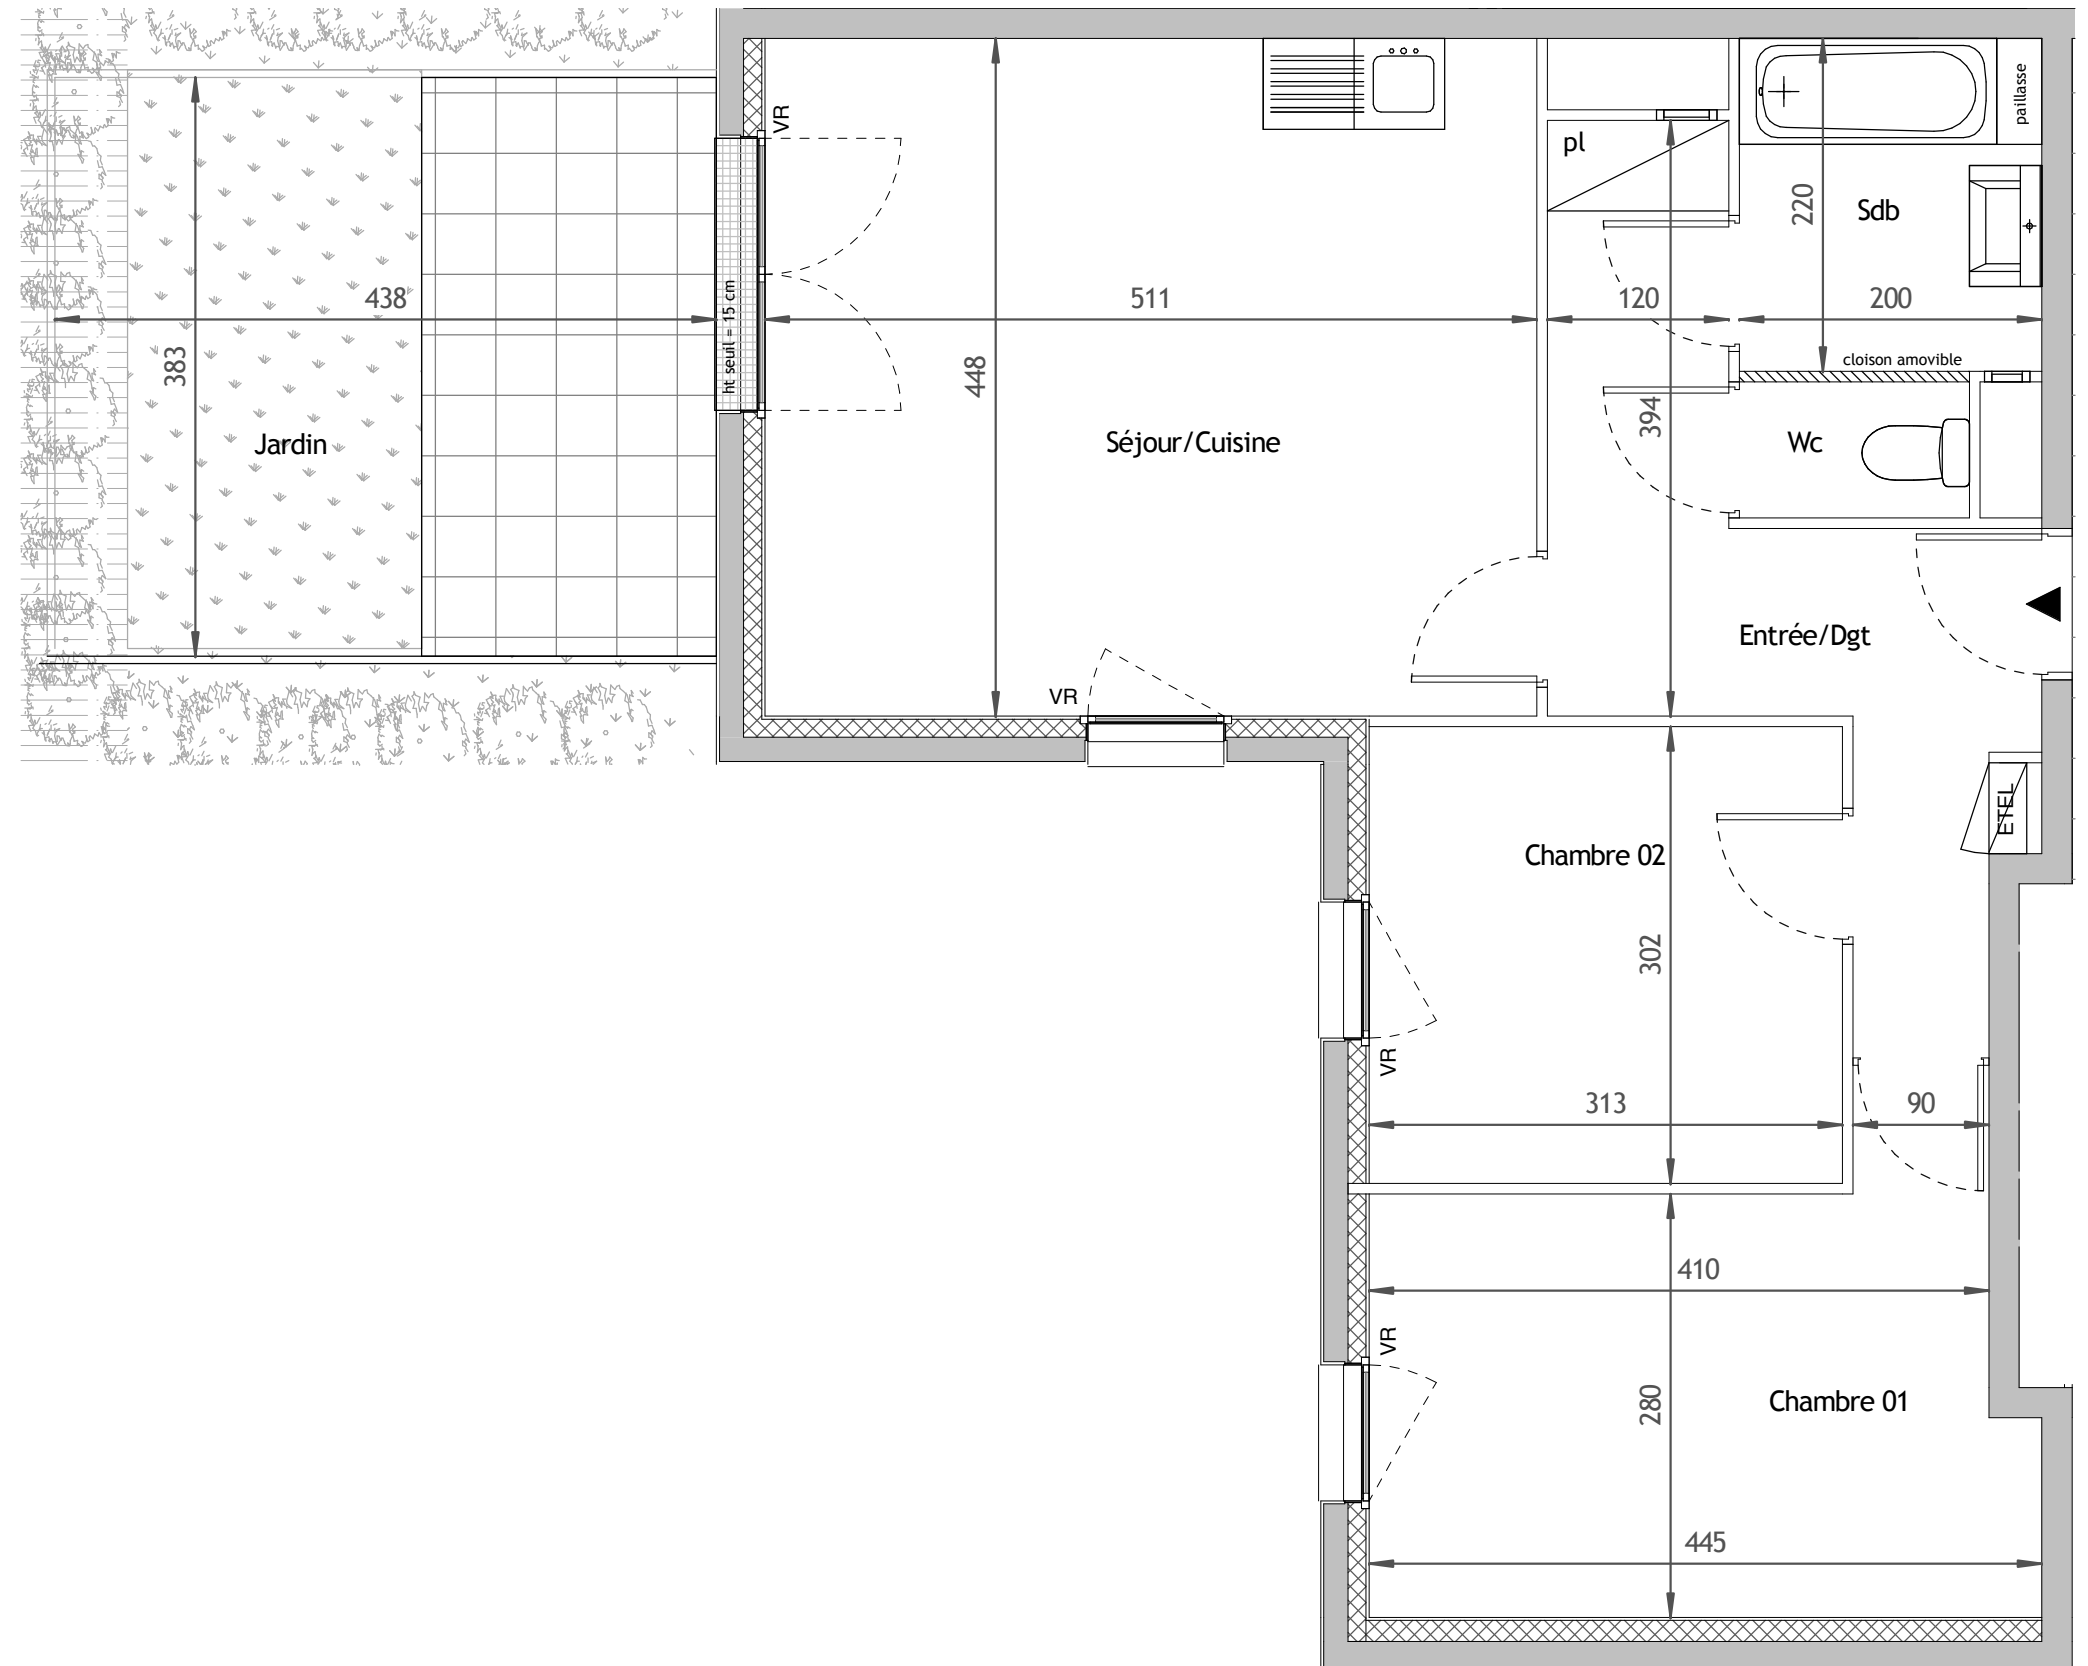 VR
paillasse
pl
220
Sdb
438
511
120
200
ht seuil = 15 cm
383
448
cloison amovible
394
Jardin
Séjour/Cuisine
Wc
Entrée/Dgt
VR
ETEL
Chambre 02
302
VR
313
90
410
VR
280
Chambre 01
445